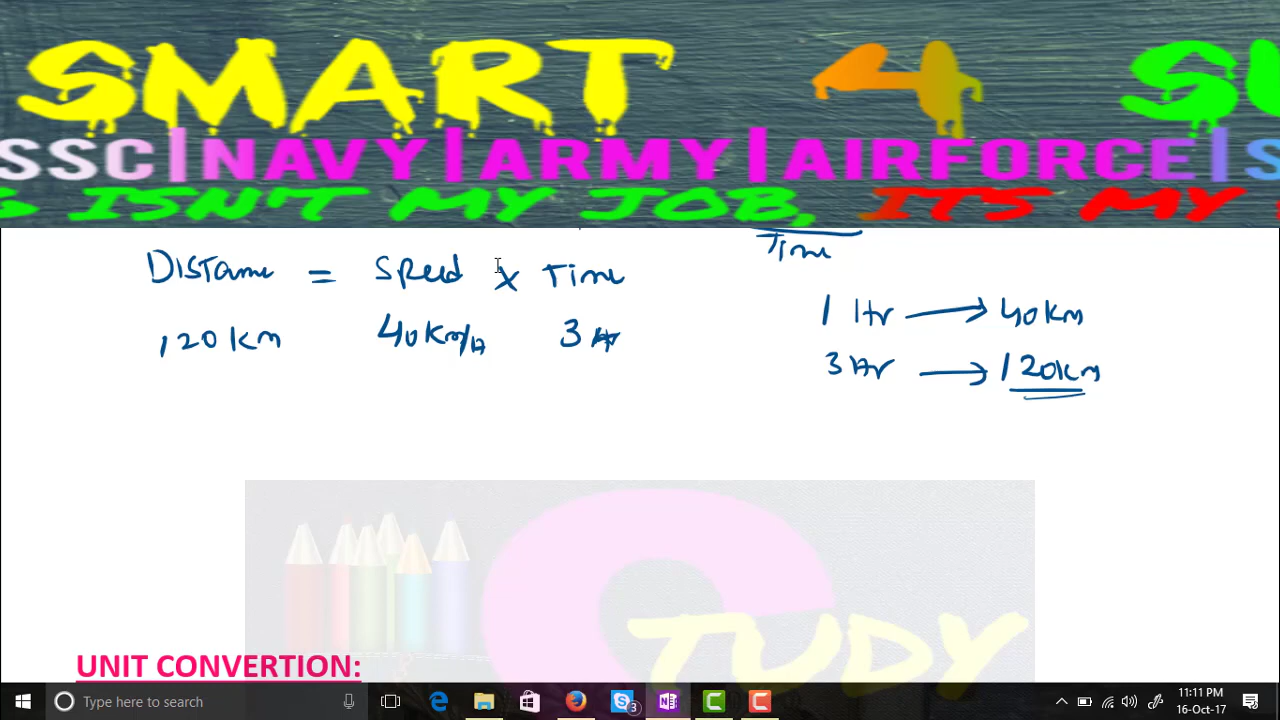 SMART 4 SU
SSC|NAVY|ARMY|AIRFORCE|S
G ISN'T MY JOB, ITS MY
Time
Distance = Speed x Time
120 km 40 Km/H 3 Hr
1 Hr → 40 km
3 Hr → 120 km
TUDY
UNIT CONVERTION:
Type here to search
3
11:11 PM
16-Oct-17